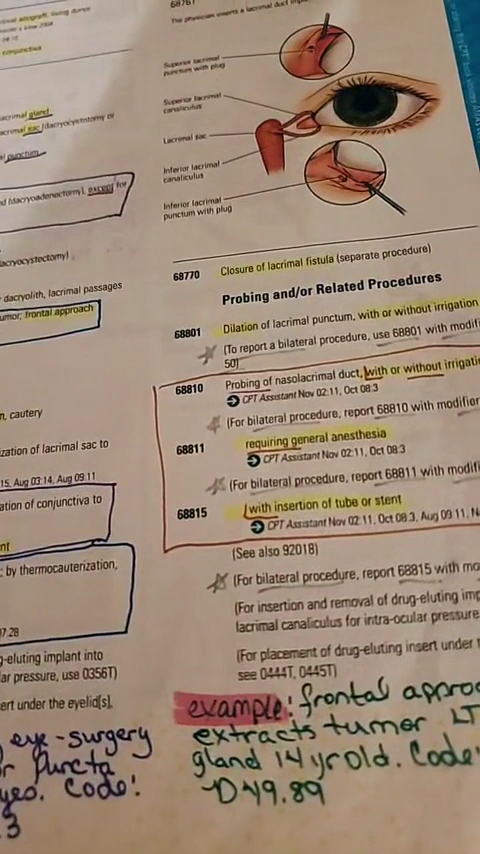 68761
The physician inserts a lacrimal duct
Superior lacrimal
punctum with plug
Superior lacrimal
canaliculus
Lacrimal sac
Inferior lacrimal
canaliculus
Inferior lacrimal
punctum with plug
conjunctiva
lacrimal gland
lacrimal sac (dacryocystotomy or
punctum
(dacryoadenectomy), except for
dacryocystectomy)
dacryolith, lacrimal passages
tumor; frontal approach
cautery
ization of lacrimal sac to
15, Aug 03:14, Aug 09:11
ation of conjunctiva to
nt
by thermocauterization,
07:28
g-eluting implant into
ar pressure, use 0356T)
sert under the eyelid[s],
68770 Closure of lacrimal fistula (separate procedure)
Probing and/or Related Procedures
68801 Dilation of lacrimal punctum, with or without irrigation
(To report a bilateral procedure, use 68801 with modifi
50)
68810 Probing of nasolacrimal duct, with or without irrigati
CPT Assistant Nov 02:11, Oct 08:3
(For bilateral procedure, report 68810 with modifier
68811 requiring general anesthesia
CPT Assistant Nov 02:11, Oct 08:3
(For bilateral procedure, report 68811 with modifi
68815 with insertion of tube or stent
CPT Assistant Nov 02:11, Oct 08:3, Aug 09:11, N
(See also 92018)
(For bilateral procedure, report 68815 with mo
(For insertion and removal of drug-eluting imp
lacrimal canaliculus for intra-ocular pressure
(For placement of drug-eluting insert under t
see 0444T, 0445T)
eye-surgery
or Puncta
yes. Code:
3
example: frontal approa
extracts tumor LT
gland 14 yr old. Code:
D49.89